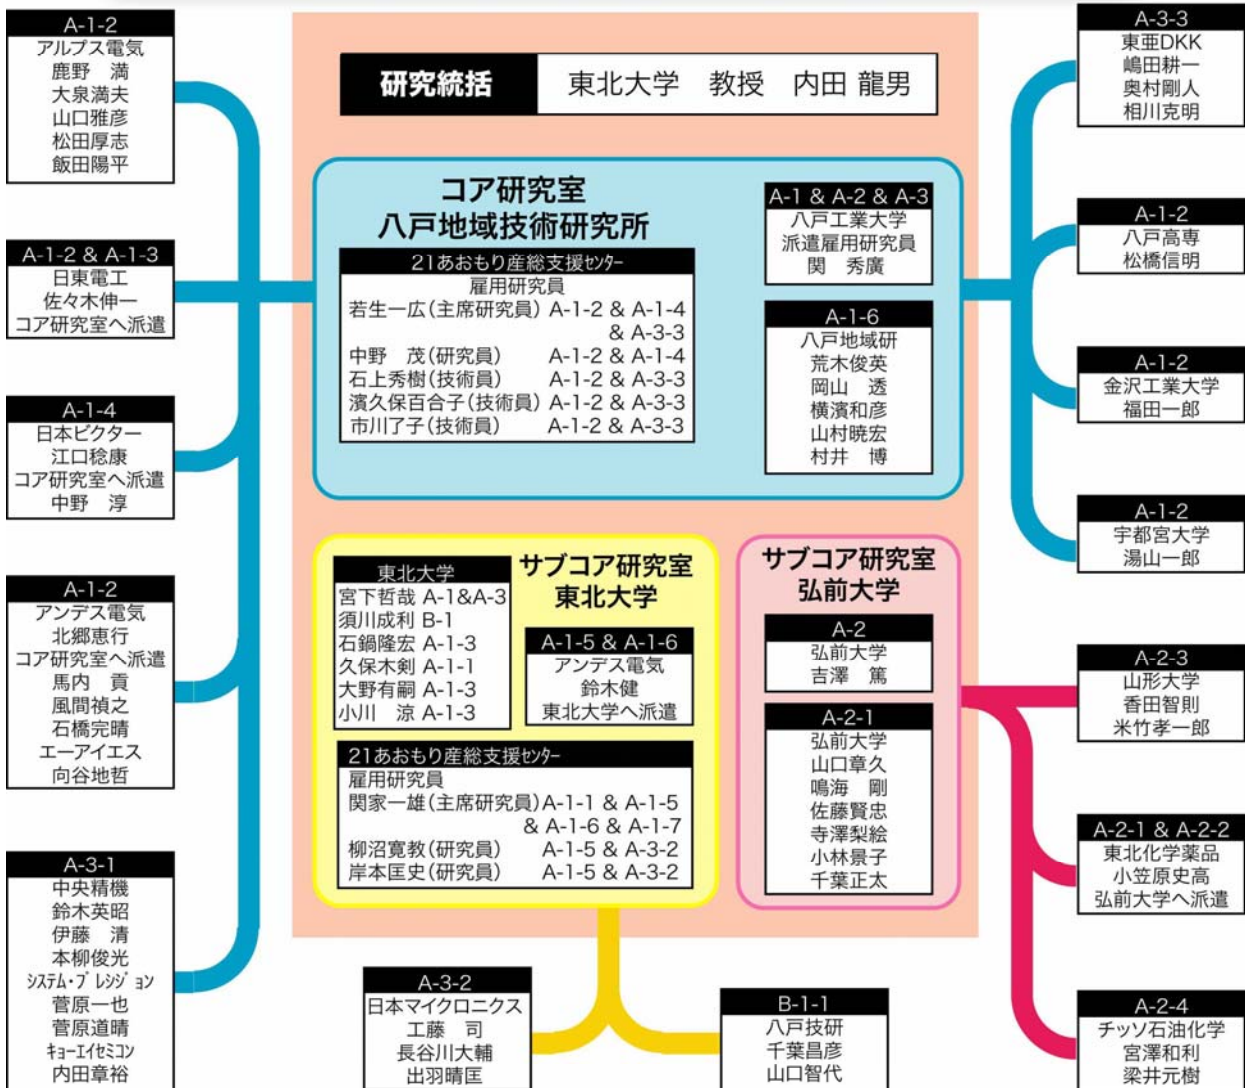 研究統括 東北大学 教授 内田 龍男
A-1-2
アルプス電気
鹿野 満
大泉満夫
山口雅彦
松田厚志
飯田陽平
A-1-2 & A-1-3
日東電工
佐々木伸一
コア研究室へ派遣
A-1-4
日本ビクター
江口稔康
コア研究室へ派遣
中野 淳
A-1-2
アンデス電気
北郷恵行
コア研究室へ派遣
馬内 貢
風間禎之
石橋完晴
エーアイエス
向谷地哲
A-3-1
中央精機
鈴木英昭
伊藤 清
本柳俊光
システム・プレシジョン
菅原一也
菅原道晴
キョーエイセミコン
内田章裕
コア研究室
八戸地域技術研究所
21あおもり産総支援センター
雇用研究員
若生一広(主席研究員) A-1-2 & A-1-4
& A-3-3
中野 茂(研究員) A-1-2 & A-1-4
石上秀樹(技術員) A-1-2 & A-3-3
濱久保百合子(技術員) A-1-2 & A-3-3
市川了子(技術員) A-1-2 & A-3-3
A-1 & A-2 & A-3
八戸工業大学
派遣雇用研究員
関 秀廣
A-1-6
八戸地域研
荒木俊英
岡山 透
横濱和彦
山村暁宏
村井 博
サブコア研究室
東北大学
東北大学
宮下哲哉 A-1&A-3
須川成利 B-1
石鍋隆宏 A-1-3
久保木剣 A-1-1
大野有嗣 A-1-3
小川 涼 A-1-3
A-1-5 & A-1-6
アンデス電気
鈴木健
東北大学へ派遣
21あおもり産総支援センター
雇用研究員
関家一雄(主席研究員)A-1-1 & A-1-5
& A-1-6 & A-1-7
柳沼寛教(研究員) A-1-5 & A-3-2
岸本匡史(研究員) A-1-5 & A-3-2
サブコア研究室
弘前大学
A-2
弘前大学
吉澤 篤
A-2-1
弘前大学
山口章久
鳴海 剛
佐藤賢忠
寺澤梨絵
小林景子
千葉正太
A-3-2
日本マイクロニクス
工藤 司
長谷川大輔
出羽晴匡
B-1-1
八戸技研
千葉昌彦
山口智代
A-3-3
東亜DKK
嶋田耕一
奥村剛人
相川克明
A-1-2
八戸高専
松橋信明
A-1-2
金沢工業大学
福田一郎
A-1-2
宇都宮大学
湯山一郎
A-2-3
山形大学
香田智則
米竹孝一郎
A-2-1 & A-2-2
東北化学薬品
小笠原史高
弘前大学へ派遣
A-2-4
チッソ石油化学
宮澤和利
梁井元樹